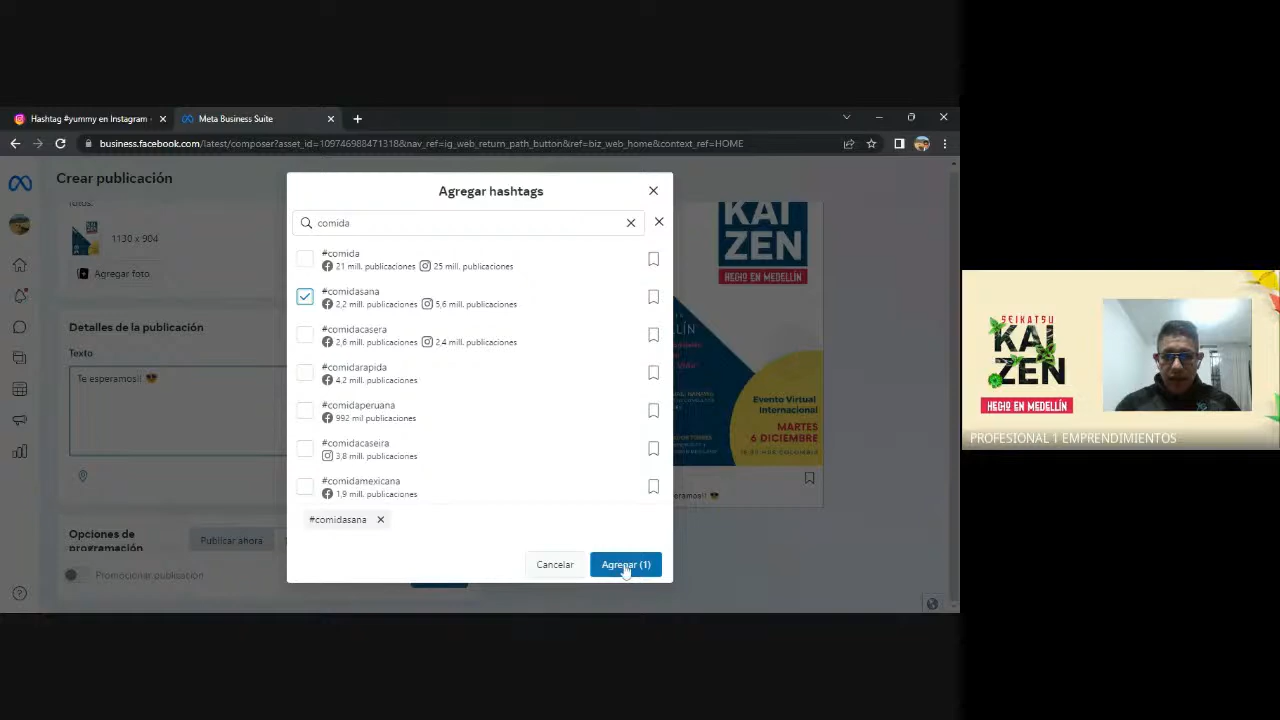 Hashtag #yummy en Instagram
Meta Business Suite
business.facebook.com/latest/composer?asset_id=109746988471318&nav_ref=ig_web_return_path_button&ref=biz_web_home&context_ref=HOME
Crear publicación
fotos.
1130 x 904
Agregar foto
Detalles de la publicación
Texto
Te esperamos!! 😎
Opciones de
programación
Publicar ahora
Promocionar publicación
Agregar hashtags
comida
#comida
21 mill. publicaciones 25 mill. publicaciones
#comidasana
2,2 mill. publicaciones 5,6 mill. publicaciones
#comidacasera
2,6 mill. publicaciones 2,4 mill. publicaciones
#comidarapida
4,2 mill. publicaciones
#comidaperuana
992 mil publicaciones
#comidacaseira
3,8 mill. publicaciones
#comidamexicana
1,9 mill. publicaciones
#comidasana
Cancelar
Agregar (1)
KAI
ZEN
HECHO EN MEDELLÍN
Evento Virtual
Internacional
MARTES
6 DICIEMBRE
SEIKATSU
KAI
ZEN
HECHO EN MEDELLÍN
PROFESIONAL 1 EMPRENDIMIENTOS